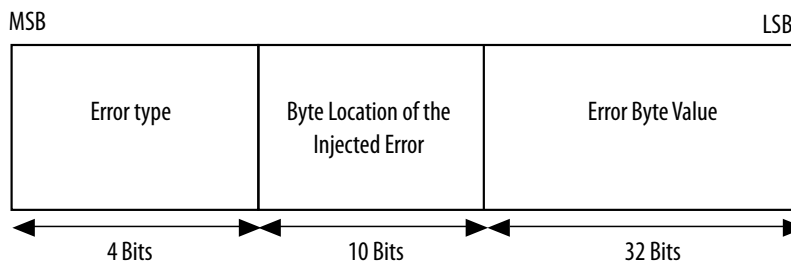 MSB LSB
Error type
Byte Location of the
Injected Error
Error Byte Value
4 Bits 10 Bits 32 Bits